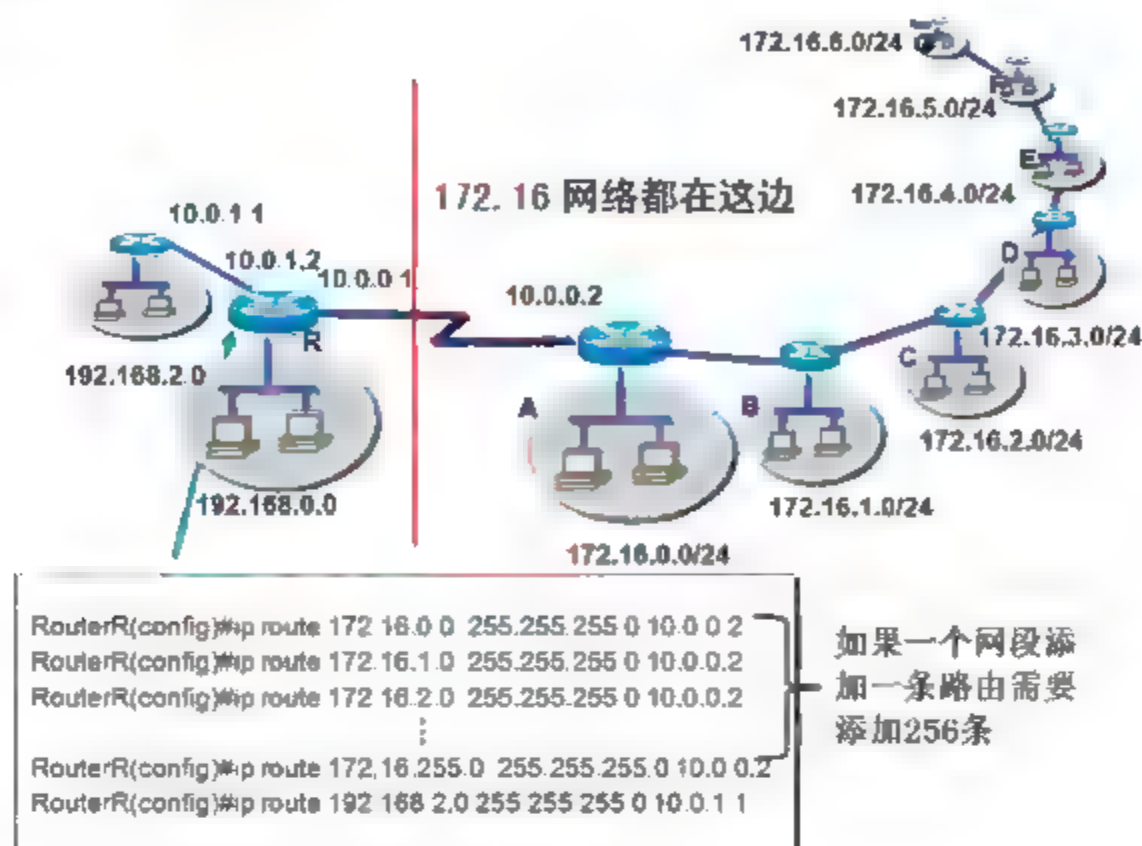 172.16.6.0/24
F
172.16.5.0/24
E
172.16 网络都在这边
172.16.4.0/24
10.0.1 1
10.0.1.2
10.0.0 1
10.0.0.2
D
R
172.16.3.0/24
192.168.2 0
C
A
B
172.16.2.0/24
192.168.0.0
172.16.1.0/24
172.16.0.0/24
RouterR(config)#ip route 172 16.0 0 255.255.255 0 10.0 0 2
RouterR(config)#ip route 172.16.1.0 255.255.255 0 10.0.0.2
RouterR(config)#ip route 172 16 2.0 255.255.255 0 10.0.0.2
⋮
RouterR(config)#ip route 172.16.255.0 255.255.255.0 10.0 0.2
RouterR(config)#ip route 192 168 2.0 255 255 255 0 10.0.1 1
如果一个网段添
加一条路由需要
添加256条